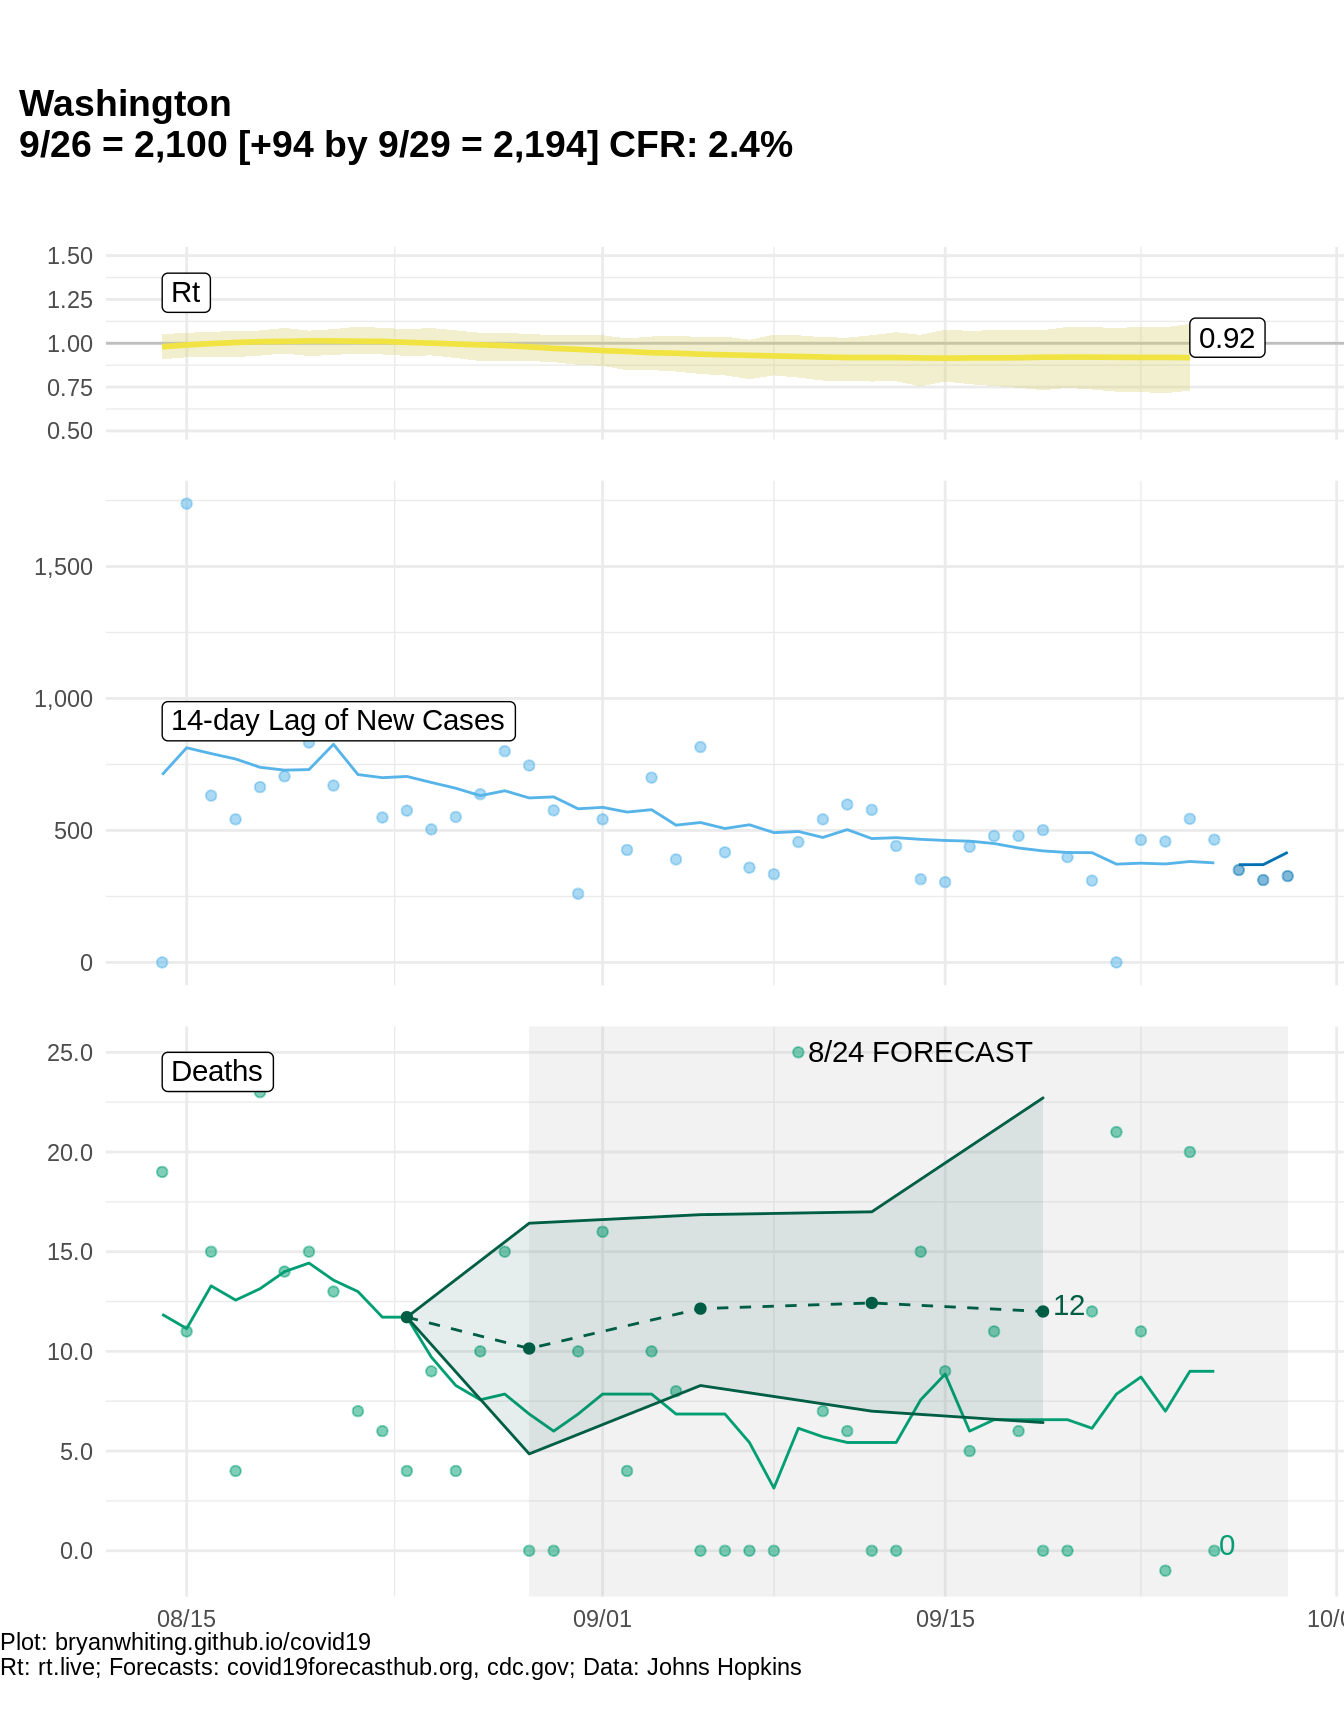 Washington
9/26 = 2,100 [+94 by 9/29 = 2,194] CFR: 2.4%
1.50
Rt
1.25
1.00
0.92
0.75
0.50
1,500
1,000
14-day Lag of New Cases
500
0
25.0
8/24 FORECAST
Deaths
20.0
15.0
12
10.0
5.0
0.0
0
08/15 09/01 09/15 10/0
Plot: bryanwhiting.github.io/covid19
Rt: rt.live; Forecasts: covid19forecasthub.org, cdc.gov; Data: Johns Hopkins